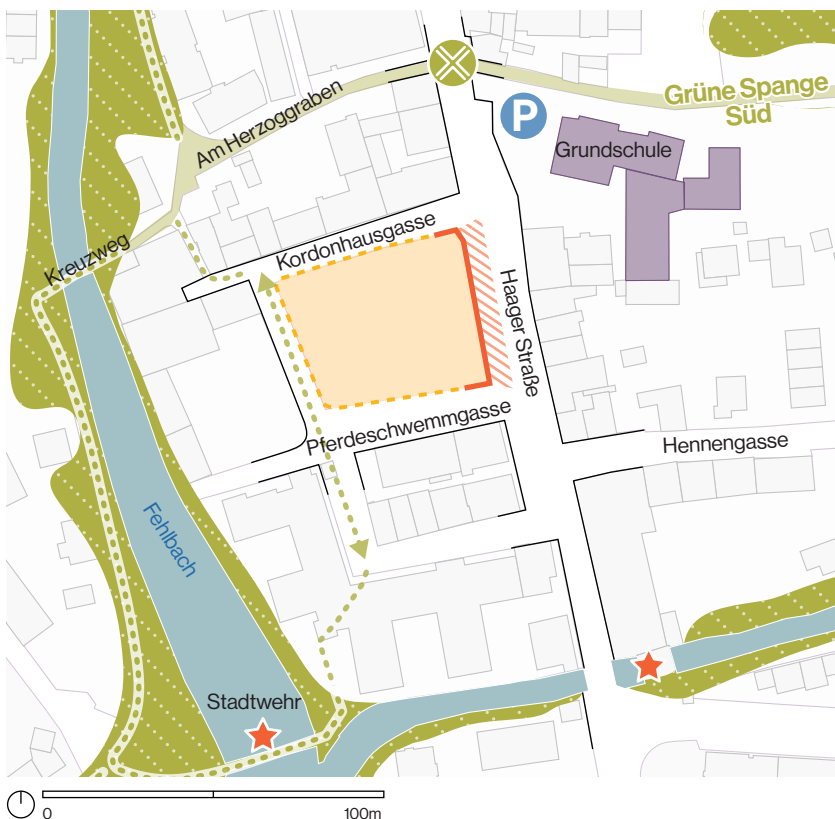 Am Herzoggraben
P
Grüne Spange
Süd
Grundschule
Kordonhausgasse
Kreuzweg
Haager Straße
Pferdeschwemmgasse
Hennengasse
Fehlbach
Stadtwehr
0
100m